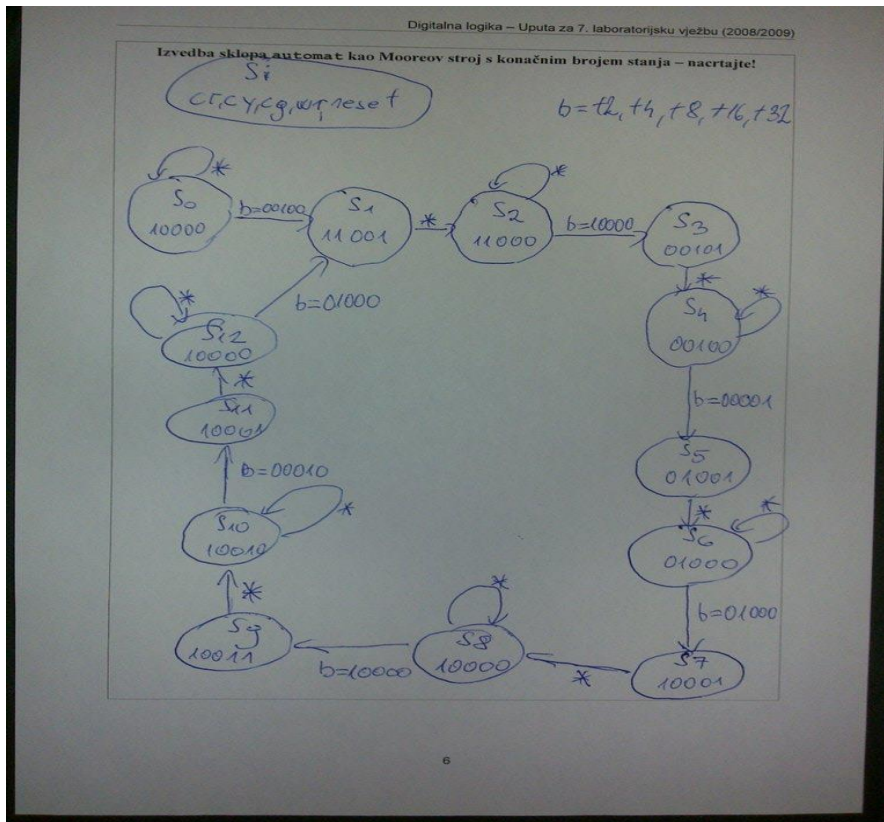 Digitalna logika – Uputa za 7. laboratorijsku vježbu (2008/2009)
Izvedba sklopa automat kao Mooreov stroj s konačnim brojem stanja – nacrtajte!
Si
cr, cy, cg, wr, reset
b=t2, t4, t8, t16, t32
S0
10000
*
b=00100
S1
11001
*
S2
11000
*
b=10000
S3
00101
*
S4
00100
*
b=00001
S5
01001
*
S6
01000
*
b=01000
S7
10001
*
S8
10000
*
b=10000
S9
10011
*
S10
10010
*
b=00010
S11
10001
*
S12
10000
*
b=01000
6